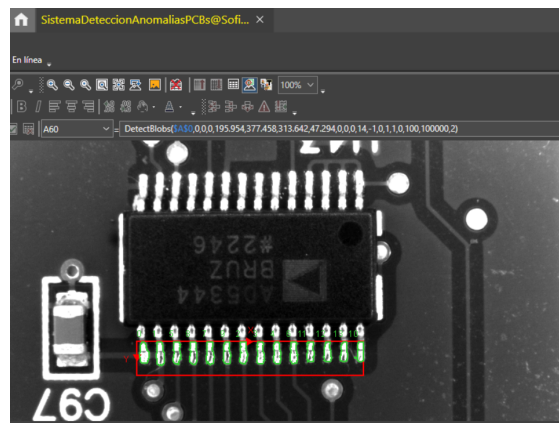 SistemaDeteccionAnomaliasPCBs@Sofi... ×
En línea
100%
B I
A
A60
= DetectBlobs($A$0,0,0,0,195.954,377.458,313.642,47.294,0,0,0,14,-1,0,1,1,0,100,100000,2)
#2246
BRUZ
AD5344
C97